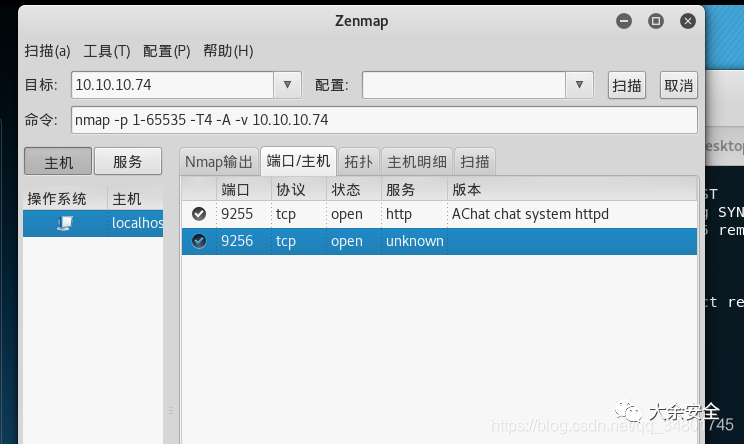 Zenmap
扫描(a) 工具(T) 配置(P) 帮助(H)
目标: 10.10.10.74 配置: 扫描 取消
命令: nmap -p 1-65535 -T4 -A -v 10.10.10.74
主机 服务 Nmap输出 端口/主机 拓扑 主机明细 扫描
操作系统 主机 端口 协议 状态 服务 版本
localhos 9255 tcp open http AChat chat system httpd
9256 tcp open unknown
esktop
ST
g SYN
rem
ct re
大余安全
https://blog.csdn.net/qq_34801745